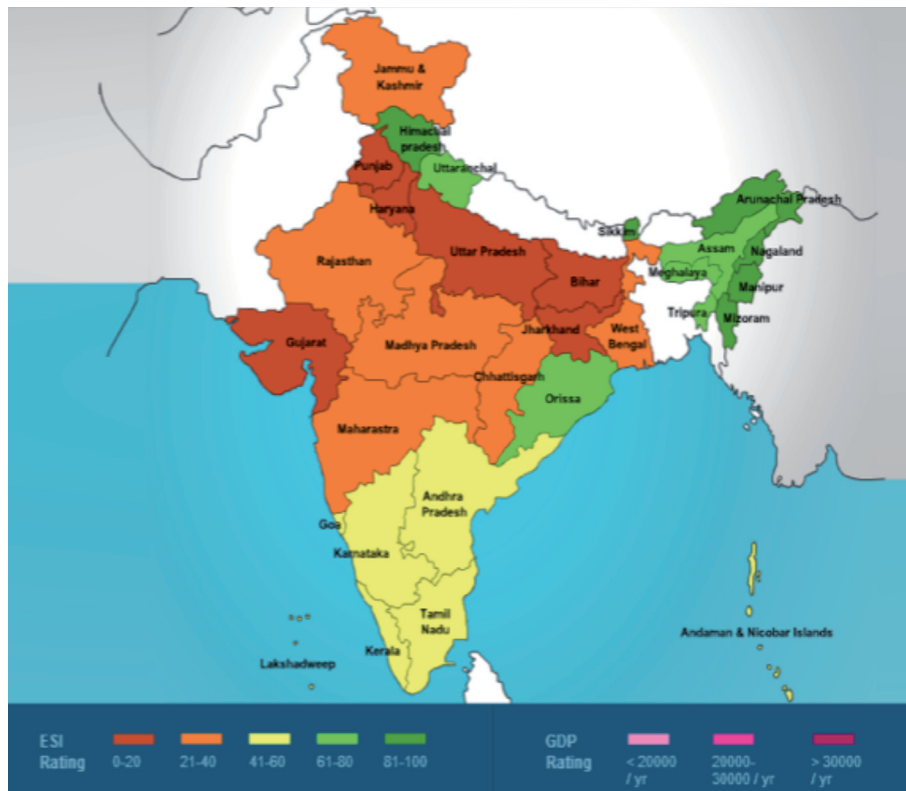 Jammu &
Kashmir
Himachal
pradesh
Punjab
Uttaranchal
Haryana
Arunachal Pradesh
Sikkim
Uttar Pradesh
Assam
Nagaland
Rajasthan
Bihar
Meghalaya
Manipur
Tripura
Mizoram
Gujarat
Madhya Pradesh
Jharkhand
West
Bengal
Chhattisgarh
Orissa
Maharastra
Andhra
Pradesh
Goa
Karnataka
Tamil
Nadu
Kerala
Lakshadweep
Andaman & Nicobar Islands
ESI
Rating
0-20
21-40
41-60
61-80
81-100
GDP
Rating
< 20000
/ yr
20000-
30000 / yr
> 30000
/ yr